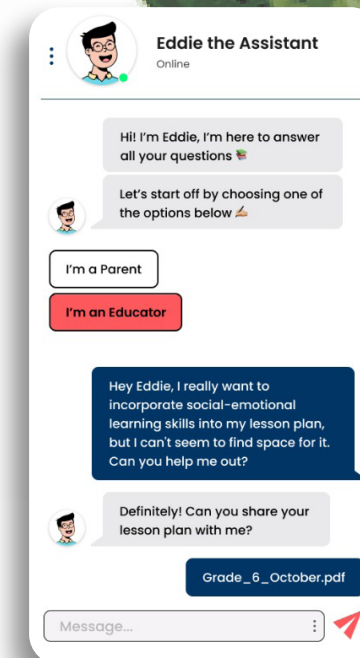 Eddie the Assistant
Online
Hi! I'm Eddie, I'm here to answer
all your questions 📚
Let's start off by choosing one of
the options below ✍🏼
I'm a Parent
I'm an Educator
Hey Eddie, I really want to
incorporate social-emotional
learning skills into my lesson plan,
but I can't seem to find space for it.
Can you help me out?
Definitely! Can you share your
lesson plan with me?
Grade_6_October.pdf
Message...